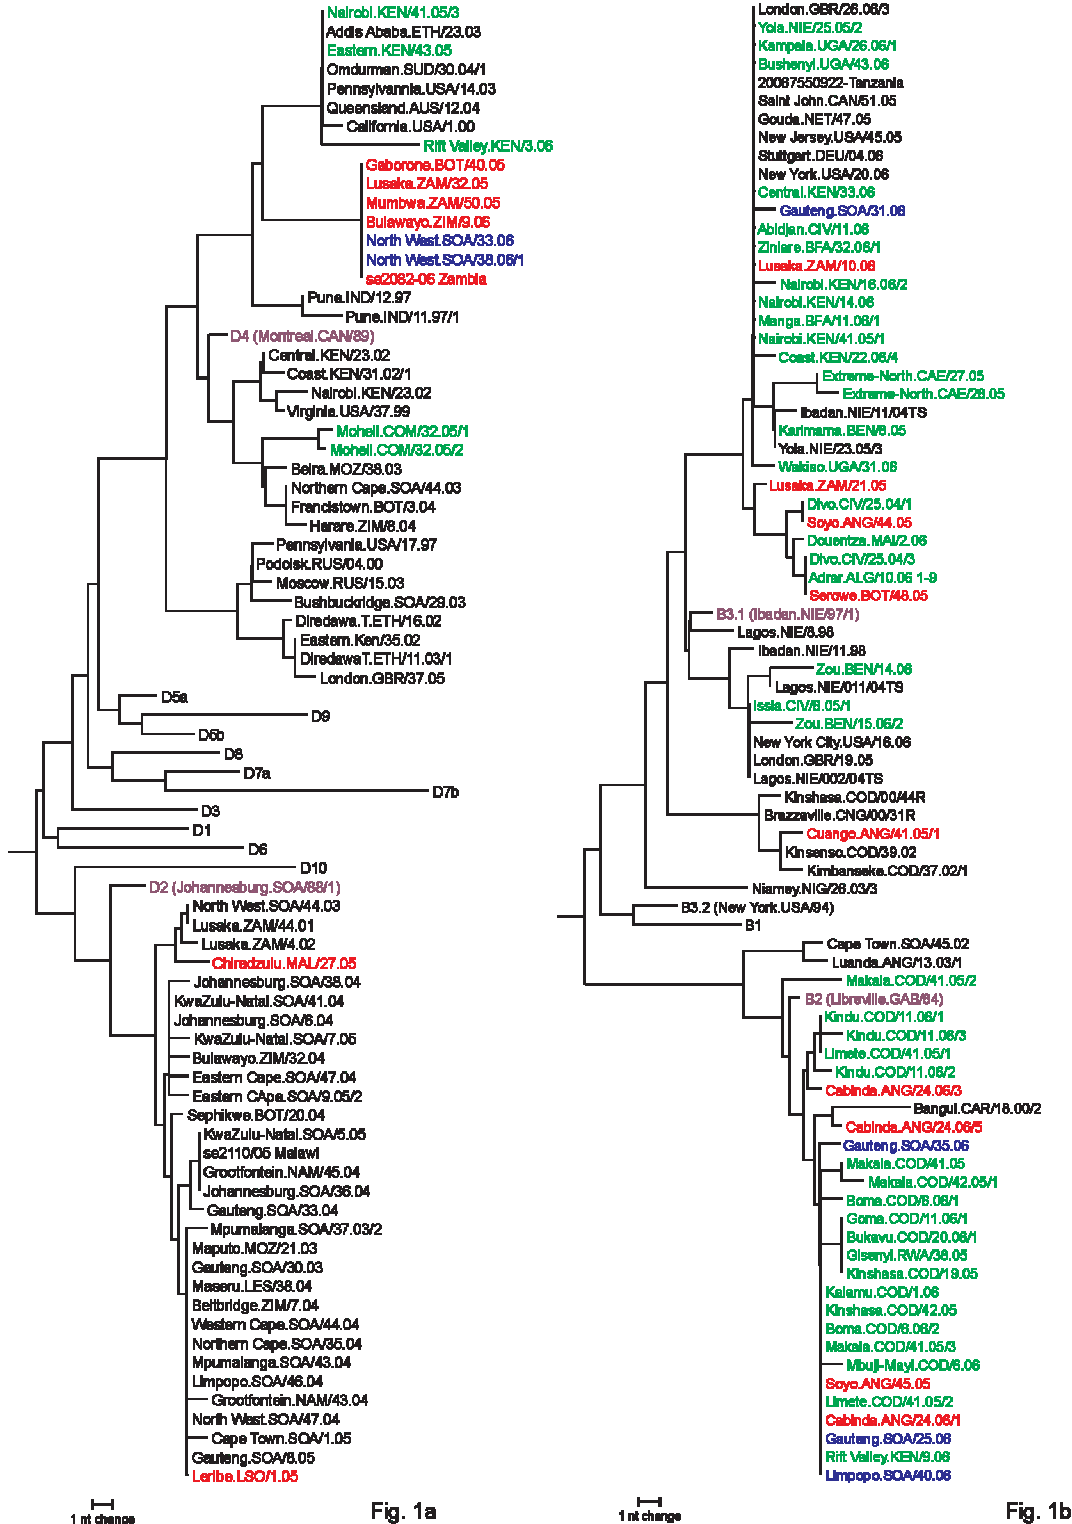 Nairobi.KEN/41.05/3
Addis Ababa.ETH/23.03
Eastern.KEN/43.05
Omdurman.SUD/30.04/1
Pennsylvannia.USA/14.03
Queensland.AUS/12.04
California.USA/1.00
Rift Valley.KEN/3.06
Gaborone.BOT/40.05
Lusaka.ZAM/32.05
Mumbwa.ZAM/50.05
Bulawayo.ZIM/9.06
North West.SOA/33.06
North West.SOA/38.06/1
se2082-06 Zambia
Pune.IND/12.97
Pune.IND/11.97/1
D4 (Montreal.CAN/89)
Central.KEN/23.02
Coast.KEN/31.02/1
Nairobi.KEN/23.02
Virginia.USA/37.99
Moheli.COM/32.05/1
Moheli.COM/32.05/2
Beira.MOZ/38.03
Northern Cape.SOA/44.03
Francistown.BOT/3.04
Harare.ZIM/8.04
Pennsylvania.USA/17.97
Podolsk.RUS/04.00
Moscow.RUS/15.03
Bushbuckridge.SOA/29.03
Diredawa.T.ETH/16.02
Eastern.Ken/35.02
DiredawaT.ETH/11.03/1
London.GBR/37.05
D5a
D9
D5b
D8
D7a
D7b
D3
D1
D6
D10
D2 (Johannesburg.SOA/88/1)
North West.SOA/44.03
Lusaka.ZAM/44.01
Lusaka.ZAM/4.02
Chiradzulu.MAL/27.05
Johannesburg.SOA/38.04
KwaZulu-Natal.SOA/41.04
Johannesburg.SOA/6.04
KwaZulu-Natal.SOA/7.05
Bulawayo.ZIM/32.04
Eastern Cape.SOA/47.04
Eastern CApe.SOA/9.05/2
Sephikwe.BOT/20.04
KwaZulu-Natal.SOA/5.05
se2110/05 Malawi
Grootfontein.NAM/45.04
Johannesburg.SOA/36.04
Gauteng.SOA/33.04
Mpumalanga.SOA/37.03/2
Maputo.MOZ/21.03
Gauteng.SOA/30.03
Maseru.LES/38.04
Beitbridge.ZIM/7.04
Western Cape.SOA/44.04
Northern Cape.SOA/35.04
Mpumalanga.SOA/43.04
Limpopo.SOA/46.04
Grootfontein.NAM/43.04
North West.SOA/47.04
Cape Town.SOA/1.05
Gauteng.SOA/8.05
Leribe.LSO/1.05
1 nt change
Fig. 1a
London.GBR/26.06/3
Yola.NIE/25.05/2
Kampala.UGA/26.06/1
Bushenyi.UGA/43.06
20067550922-Tanzania
Saint John.CAN/51.05
Gouda.NET/47.05
New Jersey.USA/45.05
Stuttgart.DEU/04.06
New York.USA/20.06
Central.KEN/33.06
Gauteng.SOA/31.06
Abidjan.CIV/11.06
Ziniare.BFA/32.06/1
Lusaka.ZAM/10.06
Nairobi.KEN/16.06/2
Nairobi.KEN/14.06
Manga.BFA/11.06/1
Nairobi.KEN/41.05/1
Coast.KEN/22.06/4
Extreme-North.CAE/27.05
Extreme-North.CAE/28.05
Ibadan.NIE/11/04TS
Karimama.BEN/6.05
Yola.NIE/23.05/3
Wakiso.UGA/31.06
Lusaka.ZAM/21.05
Divo.CIV/25.04/1
Soyo.ANG/44.05
Douentza.MAI/2.06
Divo.CIV/25.04/3
Adrar.ALG/10.06 1-9
Serowe.BOT/48.05
B3.1 (Ibadan.NIE/97/1)
Lagos.NIE/8.98
Ibadan.NIE/11.98
Zou.BEN/14.06
Lagos.NIE/011/04TS
Issia.CIV/8.05/1
Zou.BEN/15.06/2
New York City.USA/16.06
London.GBR/19.05
Lagos.NIE/002/04TS
Kinshasa.COD/00/44R
Brazzaville.CNG/00/31R
Cuango.ANG/41.05/1
Kinsenso.COD/39.02
Kimbanseke.COD/37.02/1
Niamey.NIG/26.03/3
B3.2 (New York.USA/94)
B1
Cape Town.SOA/45.02
Luanda.ANG/13.03/1
Makala.COD/41.05/2
B2 (Libreville.GAB/84)
Kindu.COD/11.06/1
Kindu.COD/11.06/3
Limete.COD/41.05/1
Kindu.COD/11.06/2
Cabinda.ANG/24.06/3
Bangui.CAR/18.00/2
Cabinda.ANG/24.06/5
Gauteng.SOA/35.06
Makala.COD/41.05
Makala.COD/42.05/1
Boma.COD/6.06/1
Goma.COD/11.06/1
Bukavu.COD/20.06/1
Gisenyi.RWA/38.05
Kinshasa.COD/19.05
Kalamu.COD/1.06
Kinshasa.COD/42.05
Boma.COD/6.06/2
Makala.COD/41.05/3
Mbuji-Mayi.COD/6.06
Soyo.ANG/45.05
Limete.COD/41.05/2
Cabinda.ANG/24.06/1
Gauteng.SOA/25.06
Rift Valley.KEN/9.06
Limpopo.SOA/40.06
1 nt change
Fig. 1b